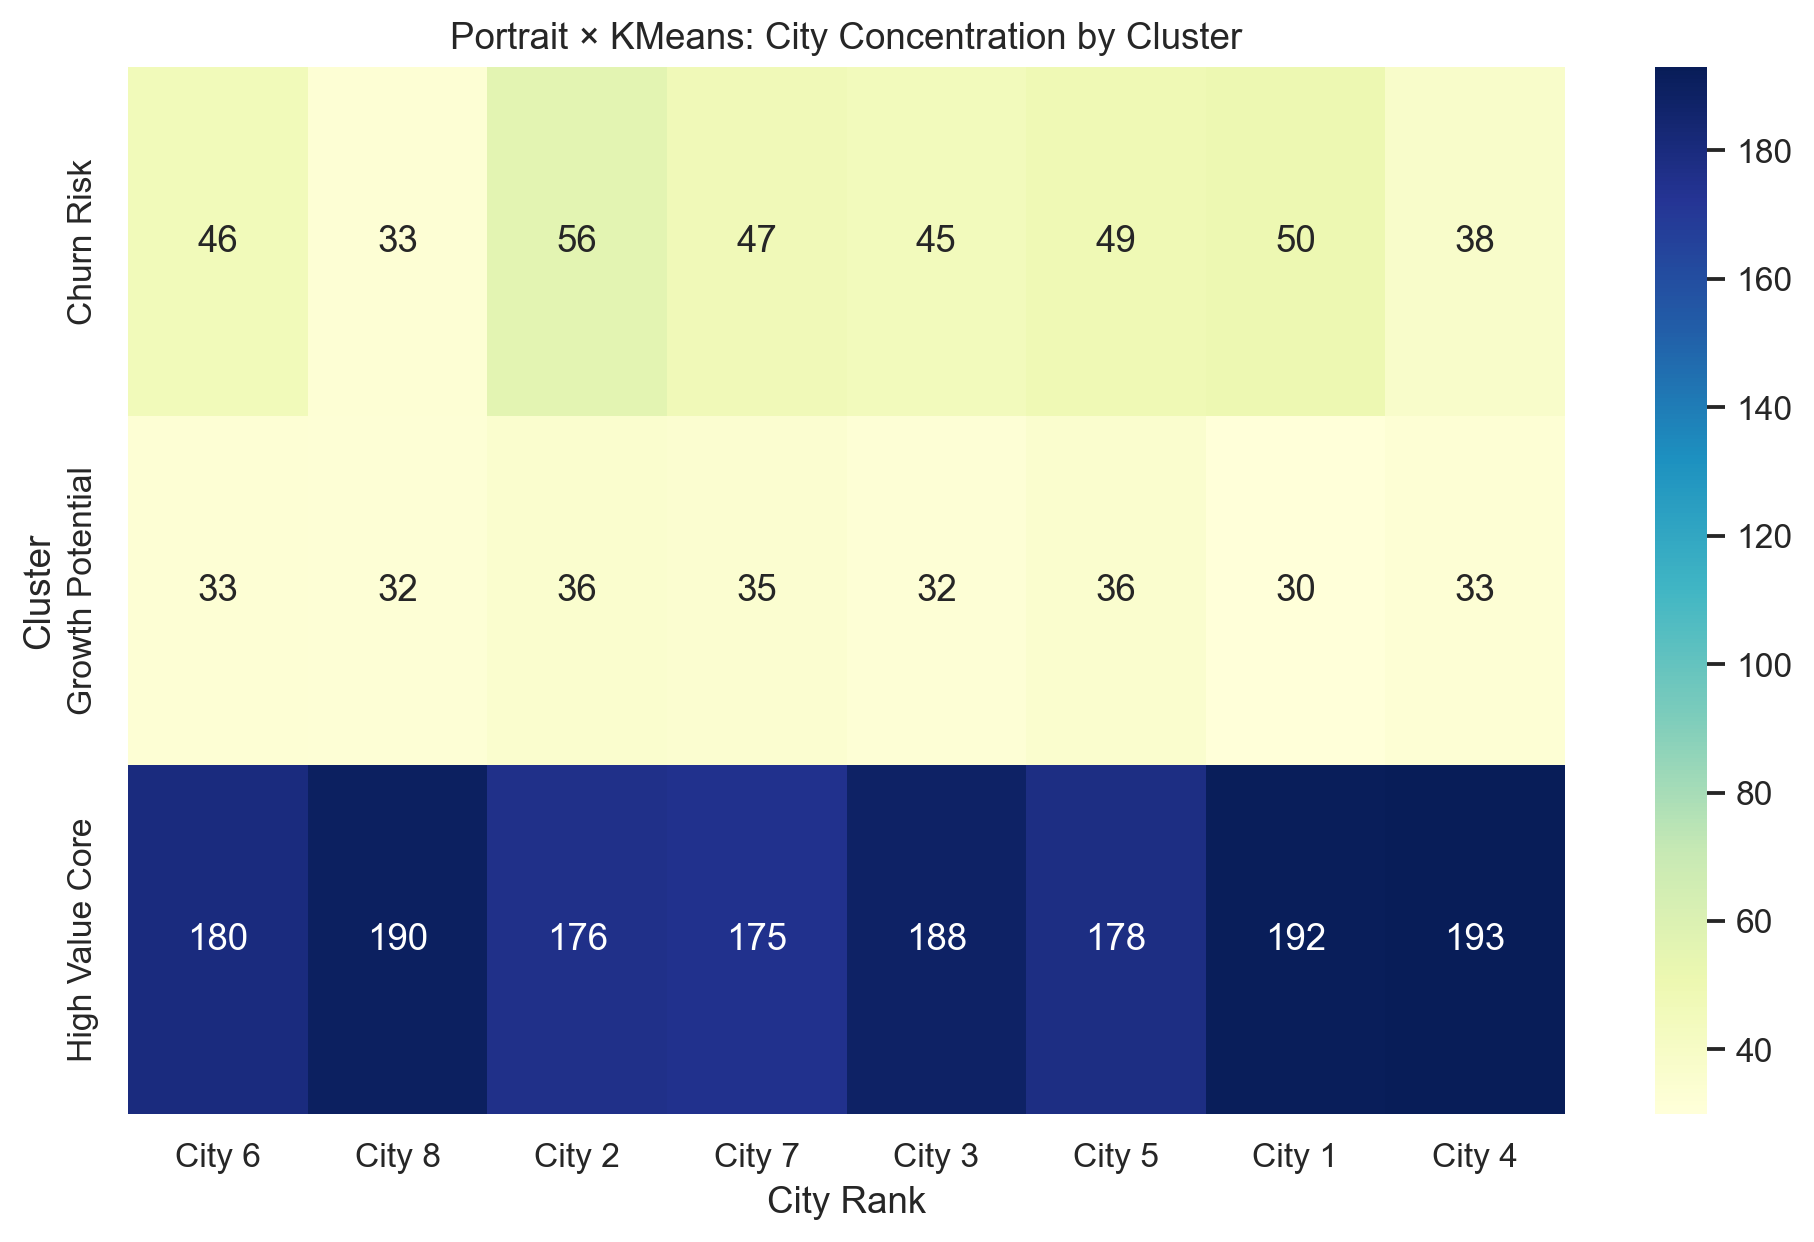 Portrait × KMeans: City Concentration by Cluster
Cluster
Churn Risk
46 33 56 47 45 49 50 38
Growth Potential
33 32 36 35 32 36 30 33
High Value Core
180 190 176 175 188 178 192 193
City 6 City 8 City 2 City 7 City 3 City 5 City 1 City 4
City Rank
180
160
140
120
100
80
60
40